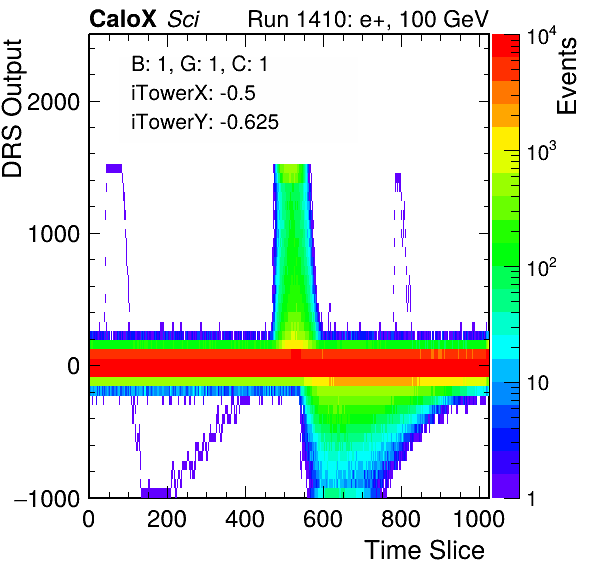 CaloX Sci Run 1410: e+, 100 GeV
B: 1, G: 1, C: 1
iTowerX: -0.5
iTowerY: -0.625
DRS Output
2000
1000
0
−1000
0 200 400 600 800 1000
Time Slice
Events
10^4
10^3
10^2
10
1